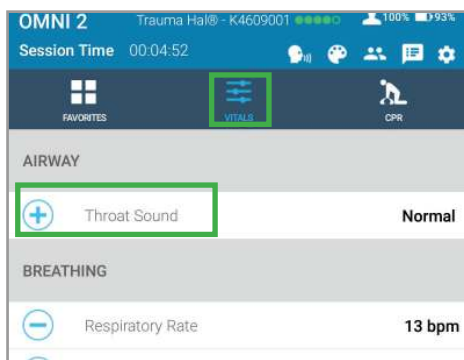 OMNI 2 Trauma Hal® - K4609001 100% 93%
Session Time 00:04:52
FAVORITES VITALS CPR
AIRWAY
Throat Sound Normal
BREATHING
Respiratory Rate 13 bpm